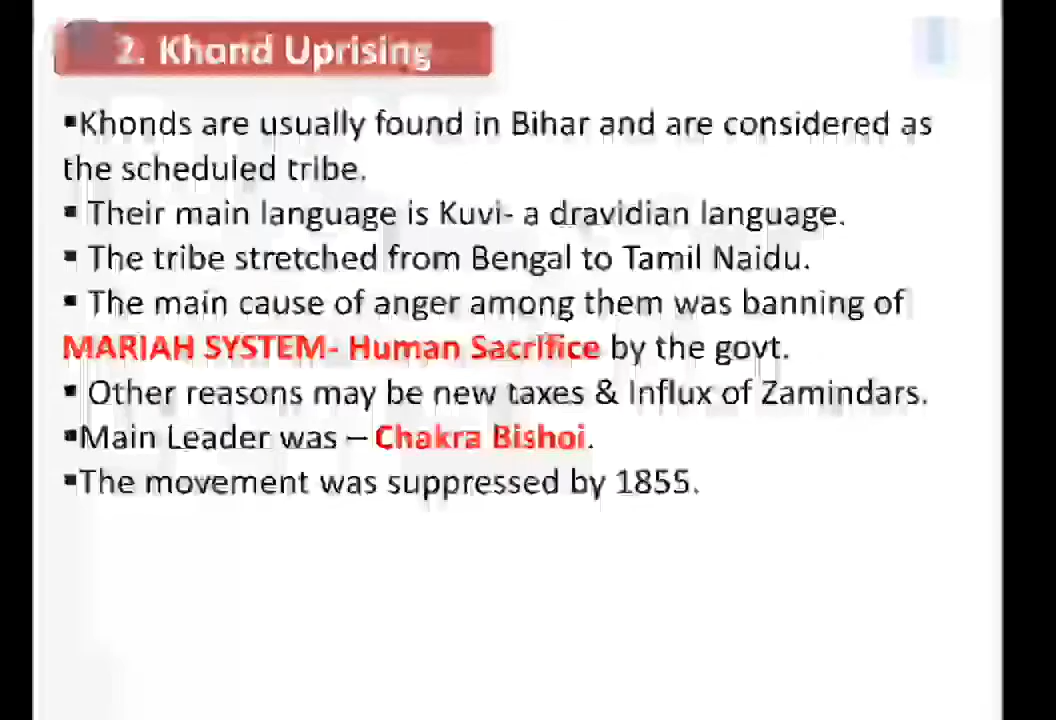 2. Khond Uprising
▪Khonds are usually found in Bihar and are considered as
the scheduled tribe.
▪ Their main language is Kuvi- a dravidian language.
▪ The tribe stretched from Bengal to Tamil Naidu.
▪ The main cause of anger among them was banning of
MARIAH SYSTEM- Human Sacrifice by the govt.
▪ Other reasons may be new taxes & Influx of Zamindars.
▪Main Leader was – Chakra Bishoi.
▪The movement was suppressed by 1855.